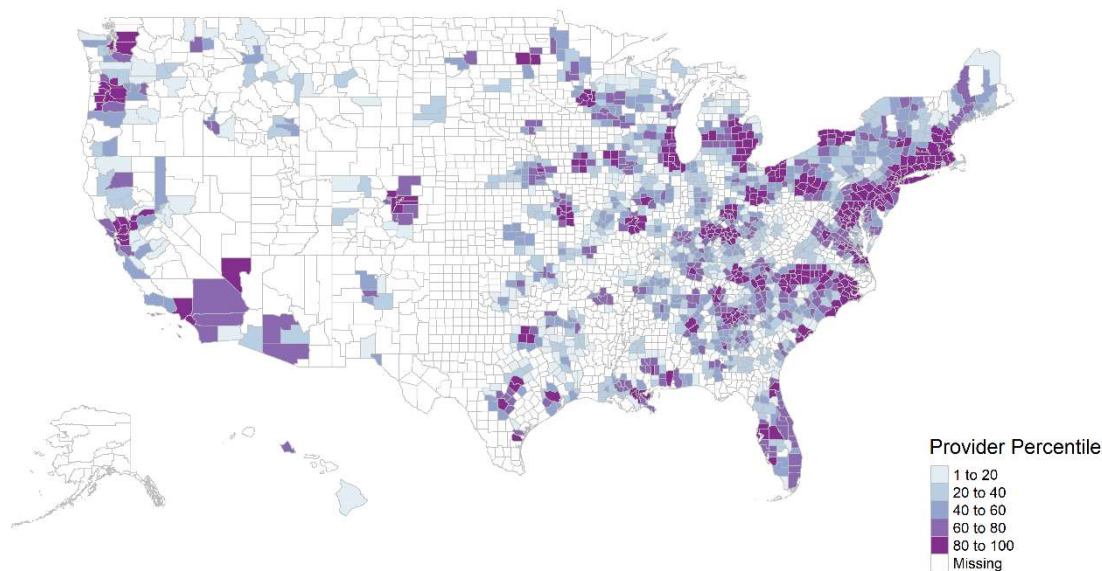 Provider Percentile
1 to 20
20 to 40
40 to 60
60 to 80
80 to 100
Missing